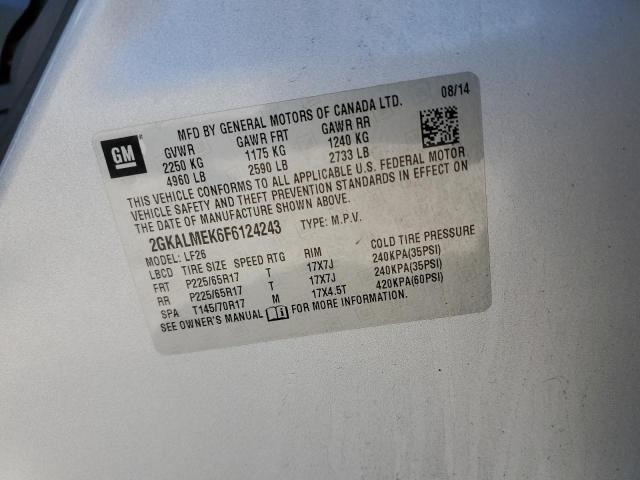 MFD BY GENERAL MOTORS OF CANADA LTD. 08/14
GM
GVWR GAWR FRT GAWR RR
2250 KG 1175 KG 1240 KG
4960 LB 2590 LB 2733 LB
THIS VEHICLE CONFORMS TO ALL APPLICABLE U.S. FEDERAL MOTOR
VEHICLE SAFETY AND THEFT PREVENTION STANDARDS IN EFFECT ON
THE DATE OF MANUFACTURE SHOWN ABOVE.
2GKALMEK6F6124243 TYPE: M.P.V.
MODEL: LF26
LBCD TIRE SIZE SPEED RTG RIM COLD TIRE PRESSURE
FRT P225/65R17 T 17X7J 240KPA(35PSI)
RR P225/65R17 T 17X7J 240KPA(35PSI)
SPA T145/70R17 M 17X4.5T 420KPA(60PSI)
SEE OWNER'S MANUAL FOR MORE INFORMATION.